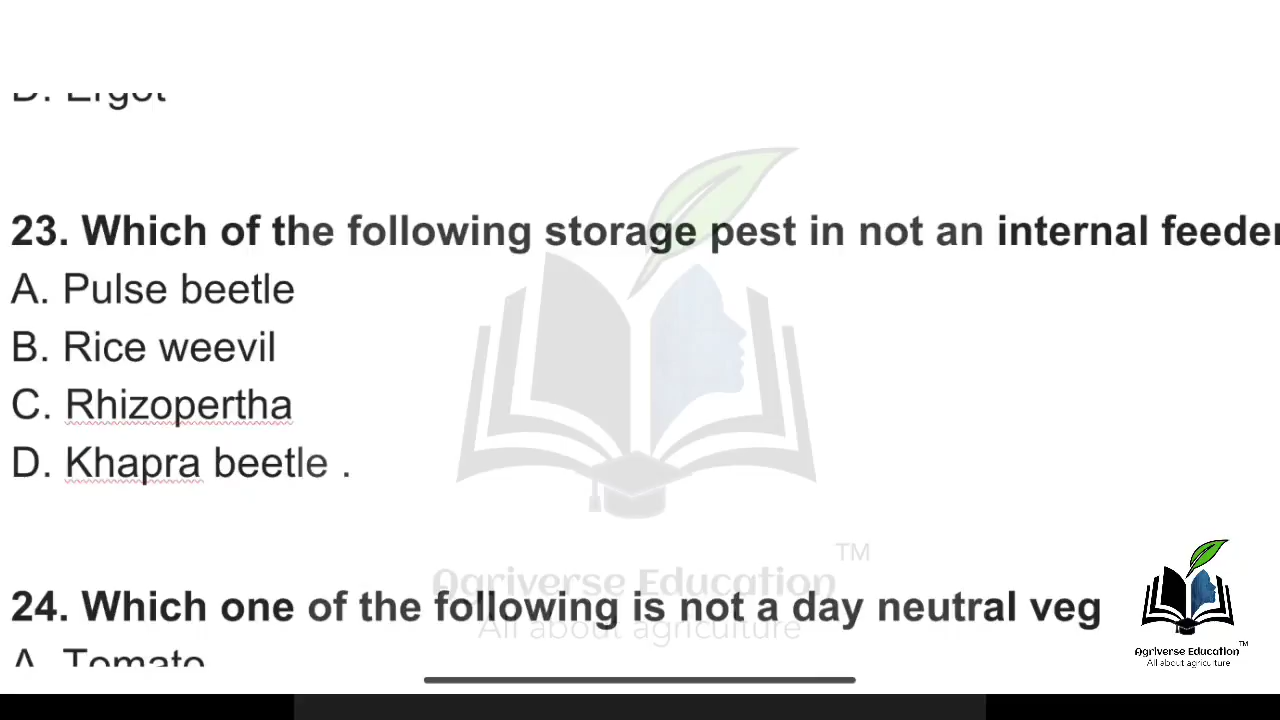 D. Ergot
23. Which of the following storage pest in not an internal feeder
A. Pulse beetle
B. Rice weevil
C. Rhizopertha
D. Khapra beetle .
TM
Agriverse Education
All about agriculture
24. Which one of the following is not a day neutral veg
A. Tomato
TM
Agriverse Education
All about agriculture